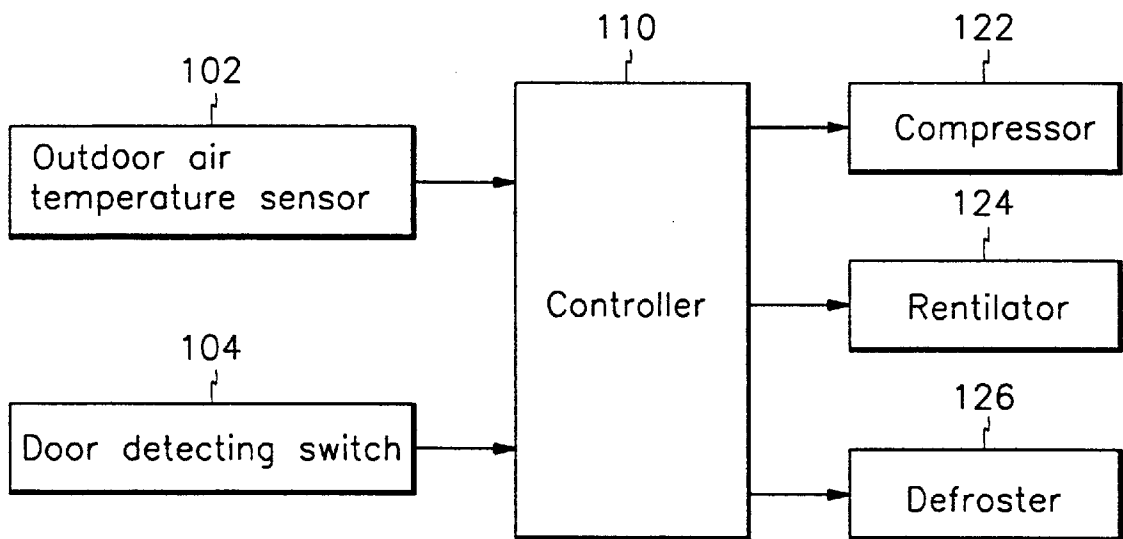 102
Outdoor air
temperature sensor
104
Door detecting switch
110
Controller
122
Compressor
124
Rentilator
126
Defroster